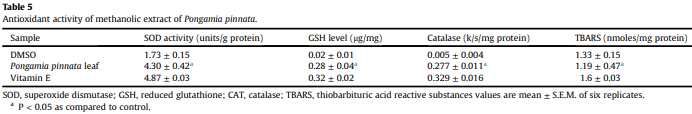 Table 5
Antioxidant activity of methanolic extract of Pongamia pinnata.
Sample SOD activity (units/g protein) GSH level (μg/mg) Catalase (k/s/mg protein) TBARS (nmoles/mg protein)
DMSO 1.73 ± 0.15 0.02 ± 0.01 0.005 ± 0.004 1.33 ± 0.15
Pongamia pinnata leaf 4.30 ± 0.42a 0.28 ± 0.04a 0.277 ± 0.011a 1.19 ± 0.47a
Vitamin E 4.87 ± 0.03 0.32 ± 0.02 0.329 ± 0.016 1.6 ± 0.03
SOD, superoxide dismutase; GSH, reduced glutathione; CAT, catalase; TBARS, thiobarbituric acid reactive substances values are mean ± S.E.M. of six replicates.
a P < 0.05 as compared to control.